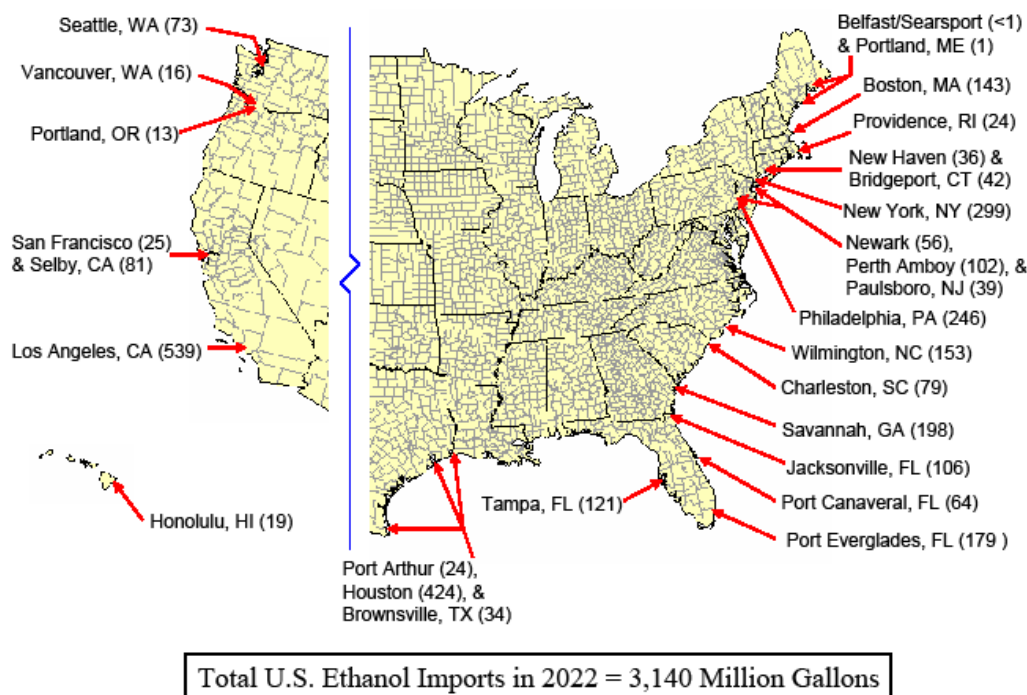 Seattle, WA (73)
Vancouver, WA (16)
Portland, OR (13)
San Francisco (25)
& Selby, CA (81)
Los Angeles, CA (539)
Honolulu, HI (19)
Belfast/Searsport (<1)
& Portland, ME (1)
Boston, MA (143)
Providence, RI (24)
New Haven (36) &
Bridgeport, CT (42)
New York, NY (299)
Newark (56),
Perth Amboy (102), &
Paulsboro, NJ (39)
Philadelphia, PA (246)
Wilmington, NC (153)
Charleston, SC (79)
Savannah, GA (198)
Jacksonville, FL (106)
Port Canaveral, FL (64)
Port Everglades, FL (179 )
Tampa, FL (121)
Port Arthur (24),
Houston (424), &
Brownsville, TX (34)
Total U.S. Ethanol Imports in 2022 = 3,140 Million Gallons